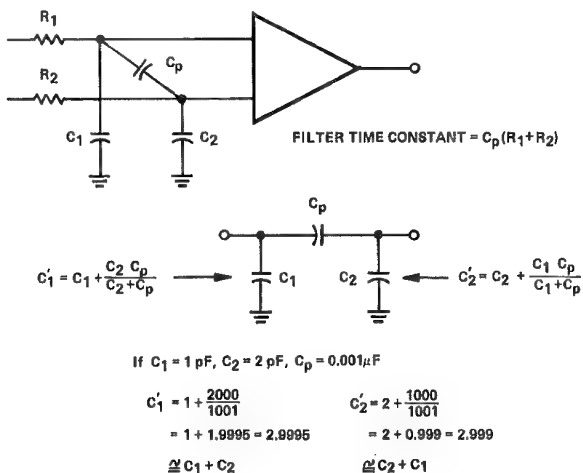 R1
Cp
R2
C1
C2
FILTER TIME CONSTANT = Cp(R1+R2)
Cp
C'1 = C1 + C2 Cp / C2+Cp
C1
C2
C'2 = C2 + C1 Cp / C1+Cp
If C1 = 1 pF, C2 = 2 pF, Cp = 0.001μF
C'1 = 1 + 2000/1001
C'2 = 2 + 1000/1001
= 1 + 1.9995 = 2.9995
= 2 + 0.999 = 2.999
≅ C1 + C2
≅ C2 + C1